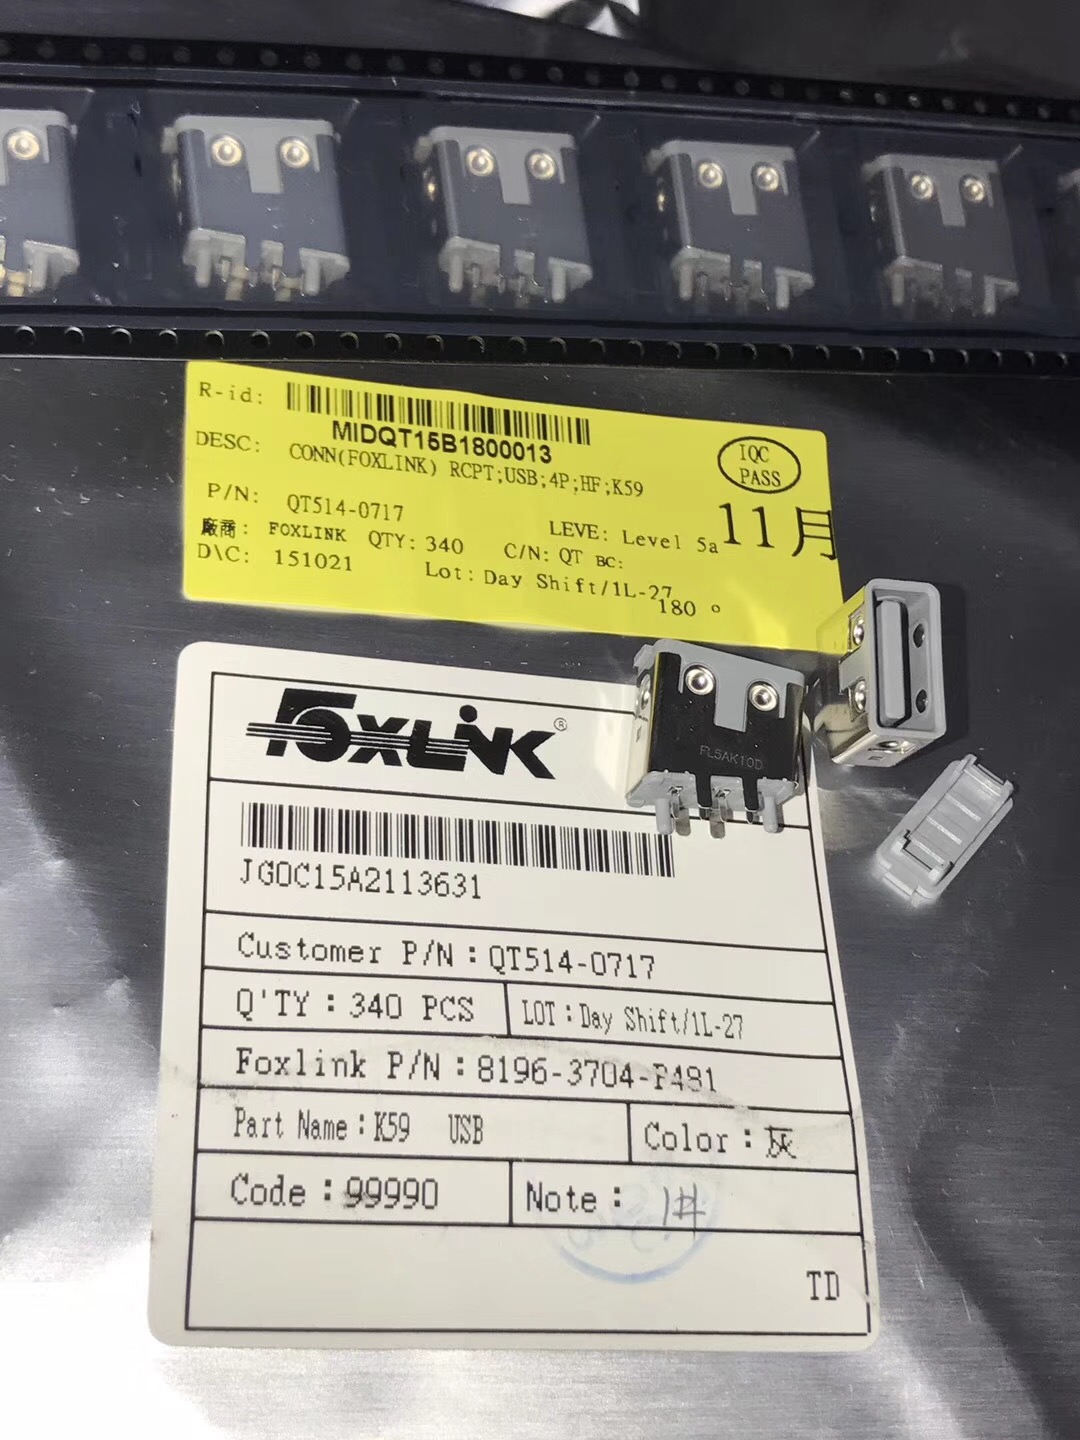 R-id:
MIDQT15B1800013
DESC: CONN(FOXLINK) RCPT;USB;4P;HF;K59
IQC
PASS
P/N: QT514-0717
LEVE: Level 5a
11月
廠商: FOXLINK QTY: 340 C/N: QT BC:
D\C: 151021 Lot: Day Shift/1L-27
180 °
FOXLINK ®
FL5AK10D
JGOC15A2113631
Customer P/N：QT514-0717
Q'TY：340 PCS LOT：Day Shift/1L-27
Foxlink P/N：8196-3704-P481
Part Name：K59 USB Color：灰
Code：99990 Note： 1#
TD